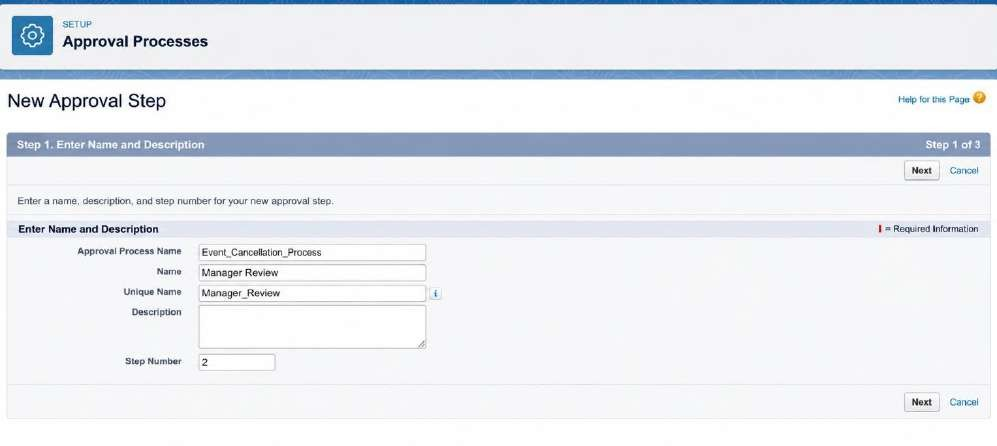 SETUP
Approval Processes
New Approval Step
Help for this Page ?
Step 1. Enter Name and Description Step 1 of 3
Next Cancel
Enter a name, description, and step number for your new approval step.
Enter Name and Description = Required Information
Approval Process Name Event_Cancellation_Process
Name Manager Review
Unique Name Manager_Review i
Description
Step Number 2
Next Cancel